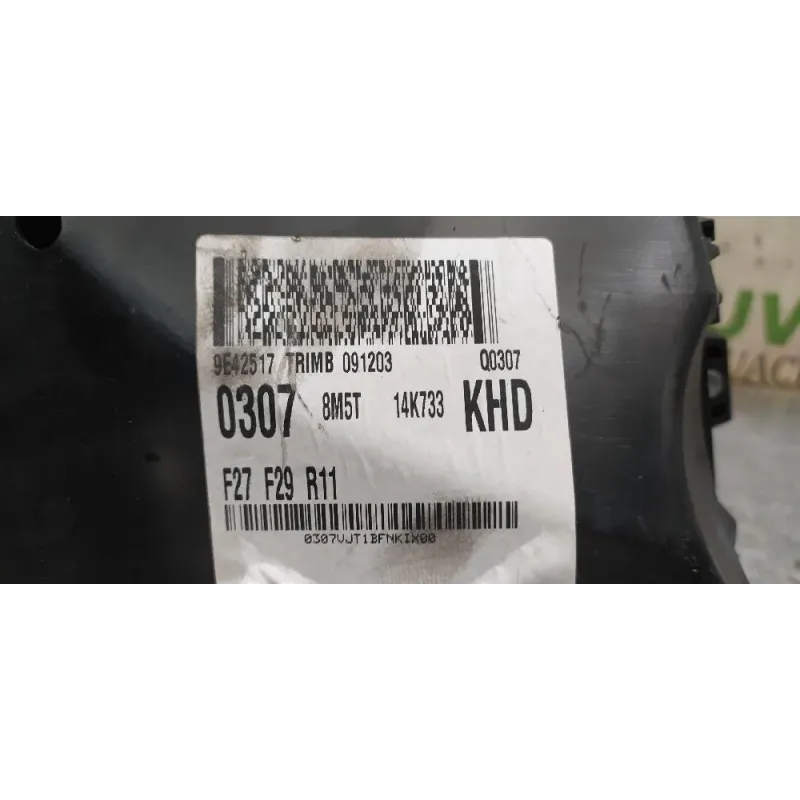 9E42517 TRIMB 091203 Q0307
0307 8M5T 14K733 KHD
F27 F29 R11
0307VJT1BFNKIX00